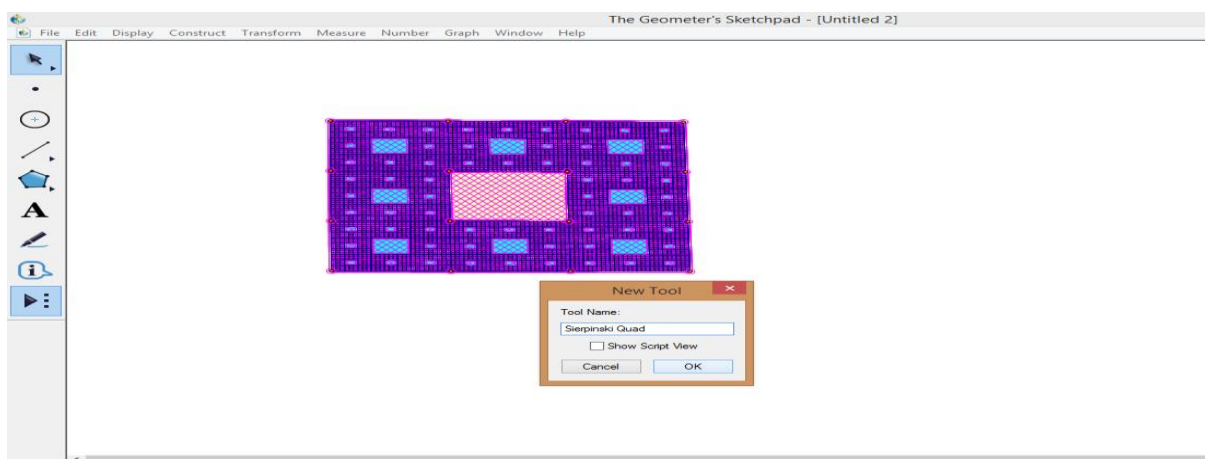 The Geometer's Sketchpad - [Untitled 2]
File Edit Display Construct Transform Measure Number Graph Window Help
A
New Tool
Tool Name:
Sierpinski Quad
Show Script View
Cancel OK